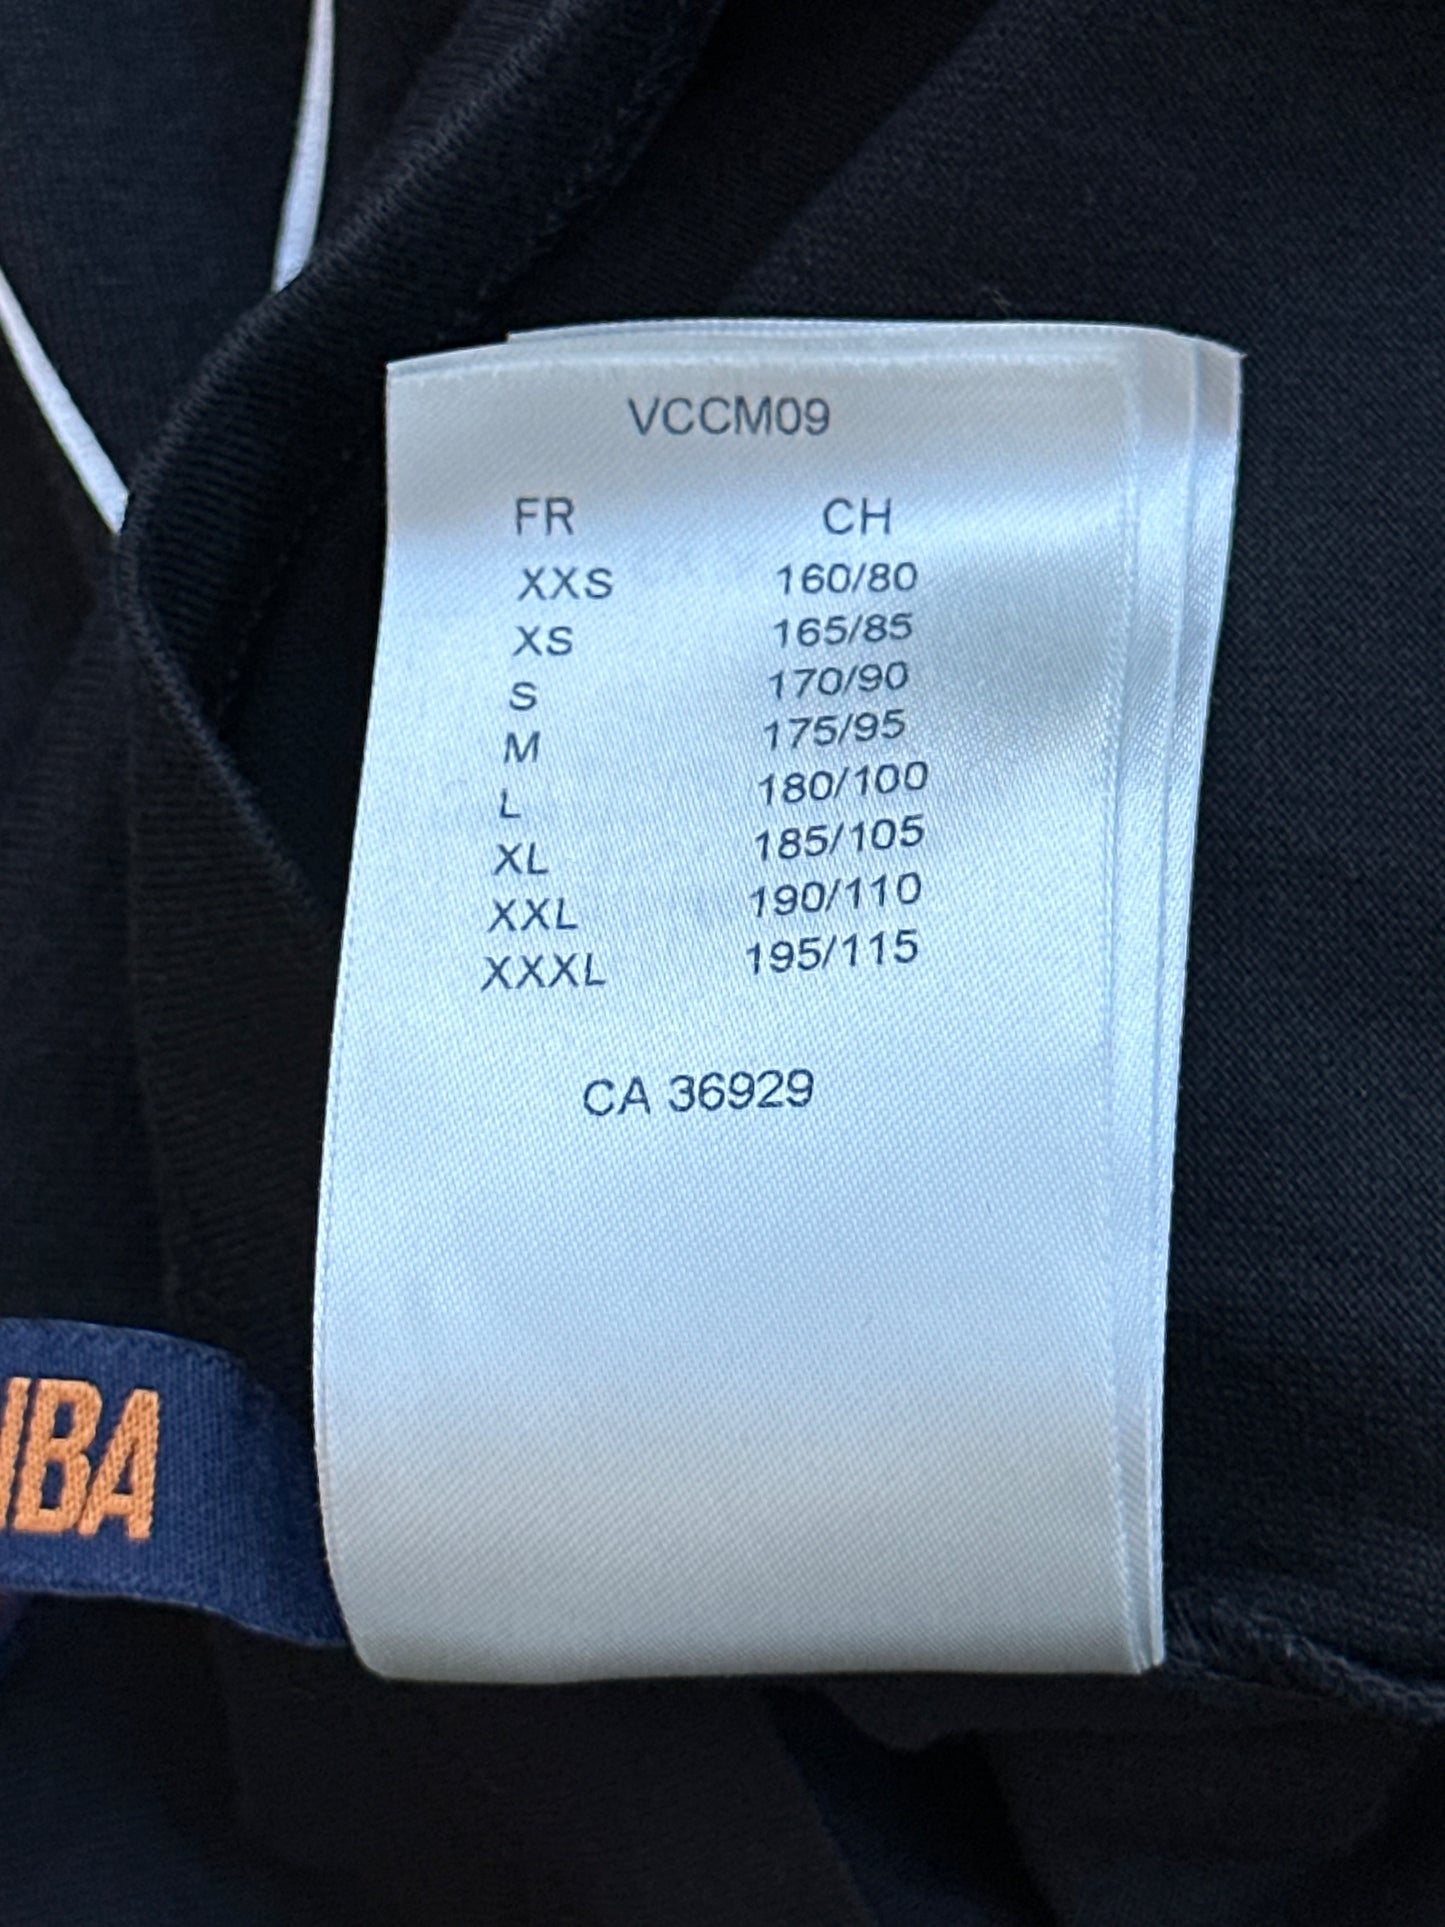 VCCM09
FR CH
XXS 160/80
XS 165/85
S 170/90
M 175/95
L 180/100
XL 185/105
XXL 190/110
XXXL 195/115
CA 36929